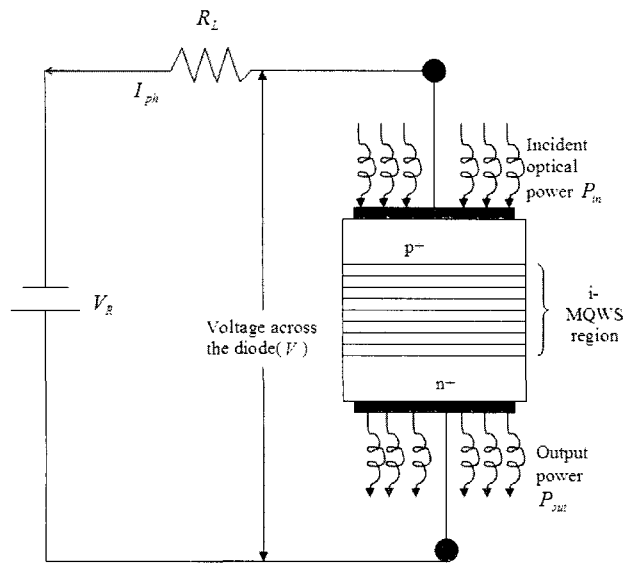 R_L
I_ph
Incident
optical
power P_in
p+
i-
MQWS
region
V_R
Voltage across
the diode(V)
n+
Output
power
P_out